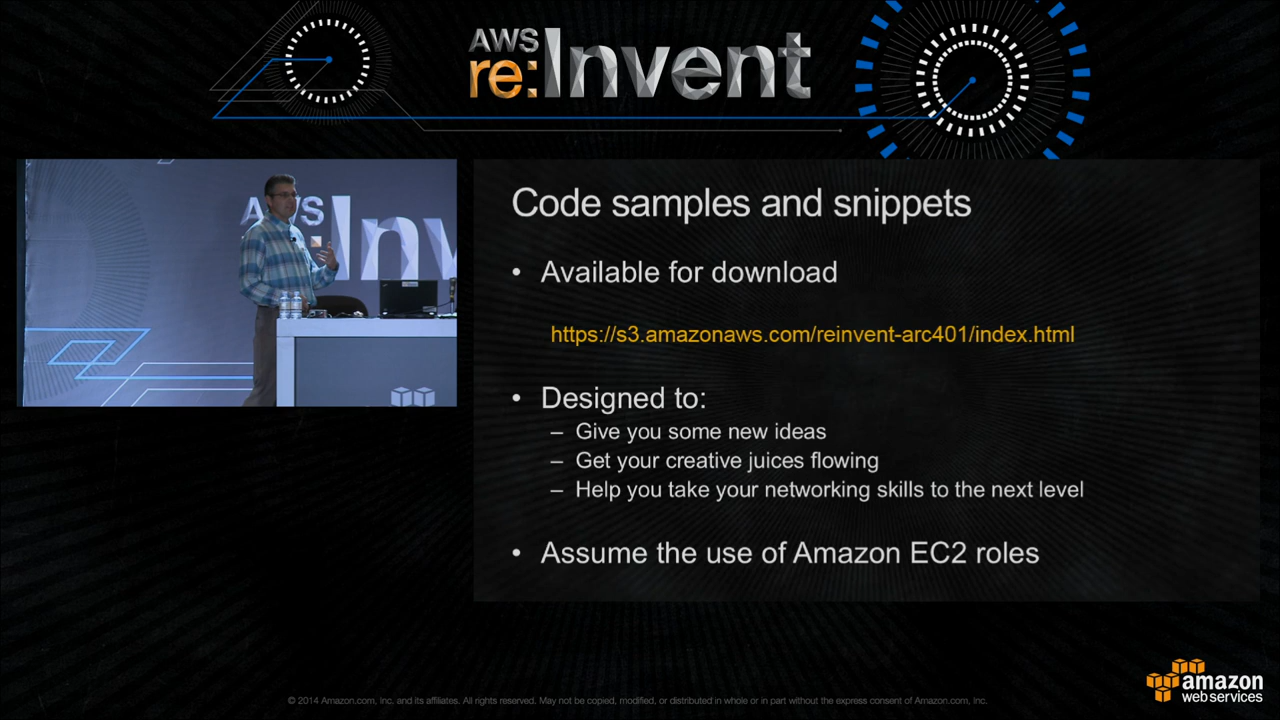 AWS
re:Invent
AWS
re:Inv
Code samples and snippets
• Available for download
https://s3.amazonaws.com/reinvent-arc401/index.html
• Designed to:
– Give you some new ideas
– Get your creative juices flowing
– Help you take your networking skills to the next level
• Assume the use of Amazon EC2 roles
amazon
web services
© 2014 Amazon.com, Inc. and its affiliates. All rights reserved. May not be copied, modified, or distributed in whole or in part without the express consent of Amazon.com, Inc.